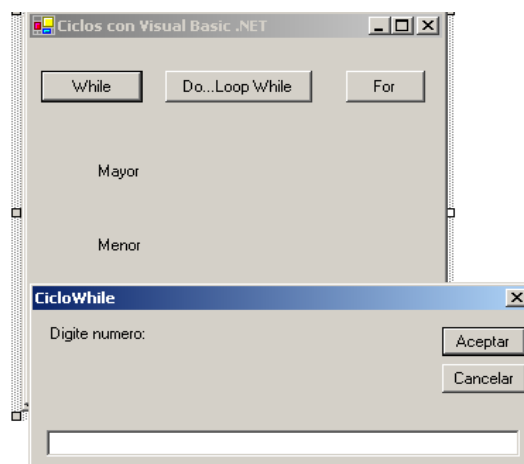 Ciclos con Visual Basic .NET
While Do...Loop While For
Mayor
Menor
CicloWhile
Digite numero:
Aceptar
Cancelar